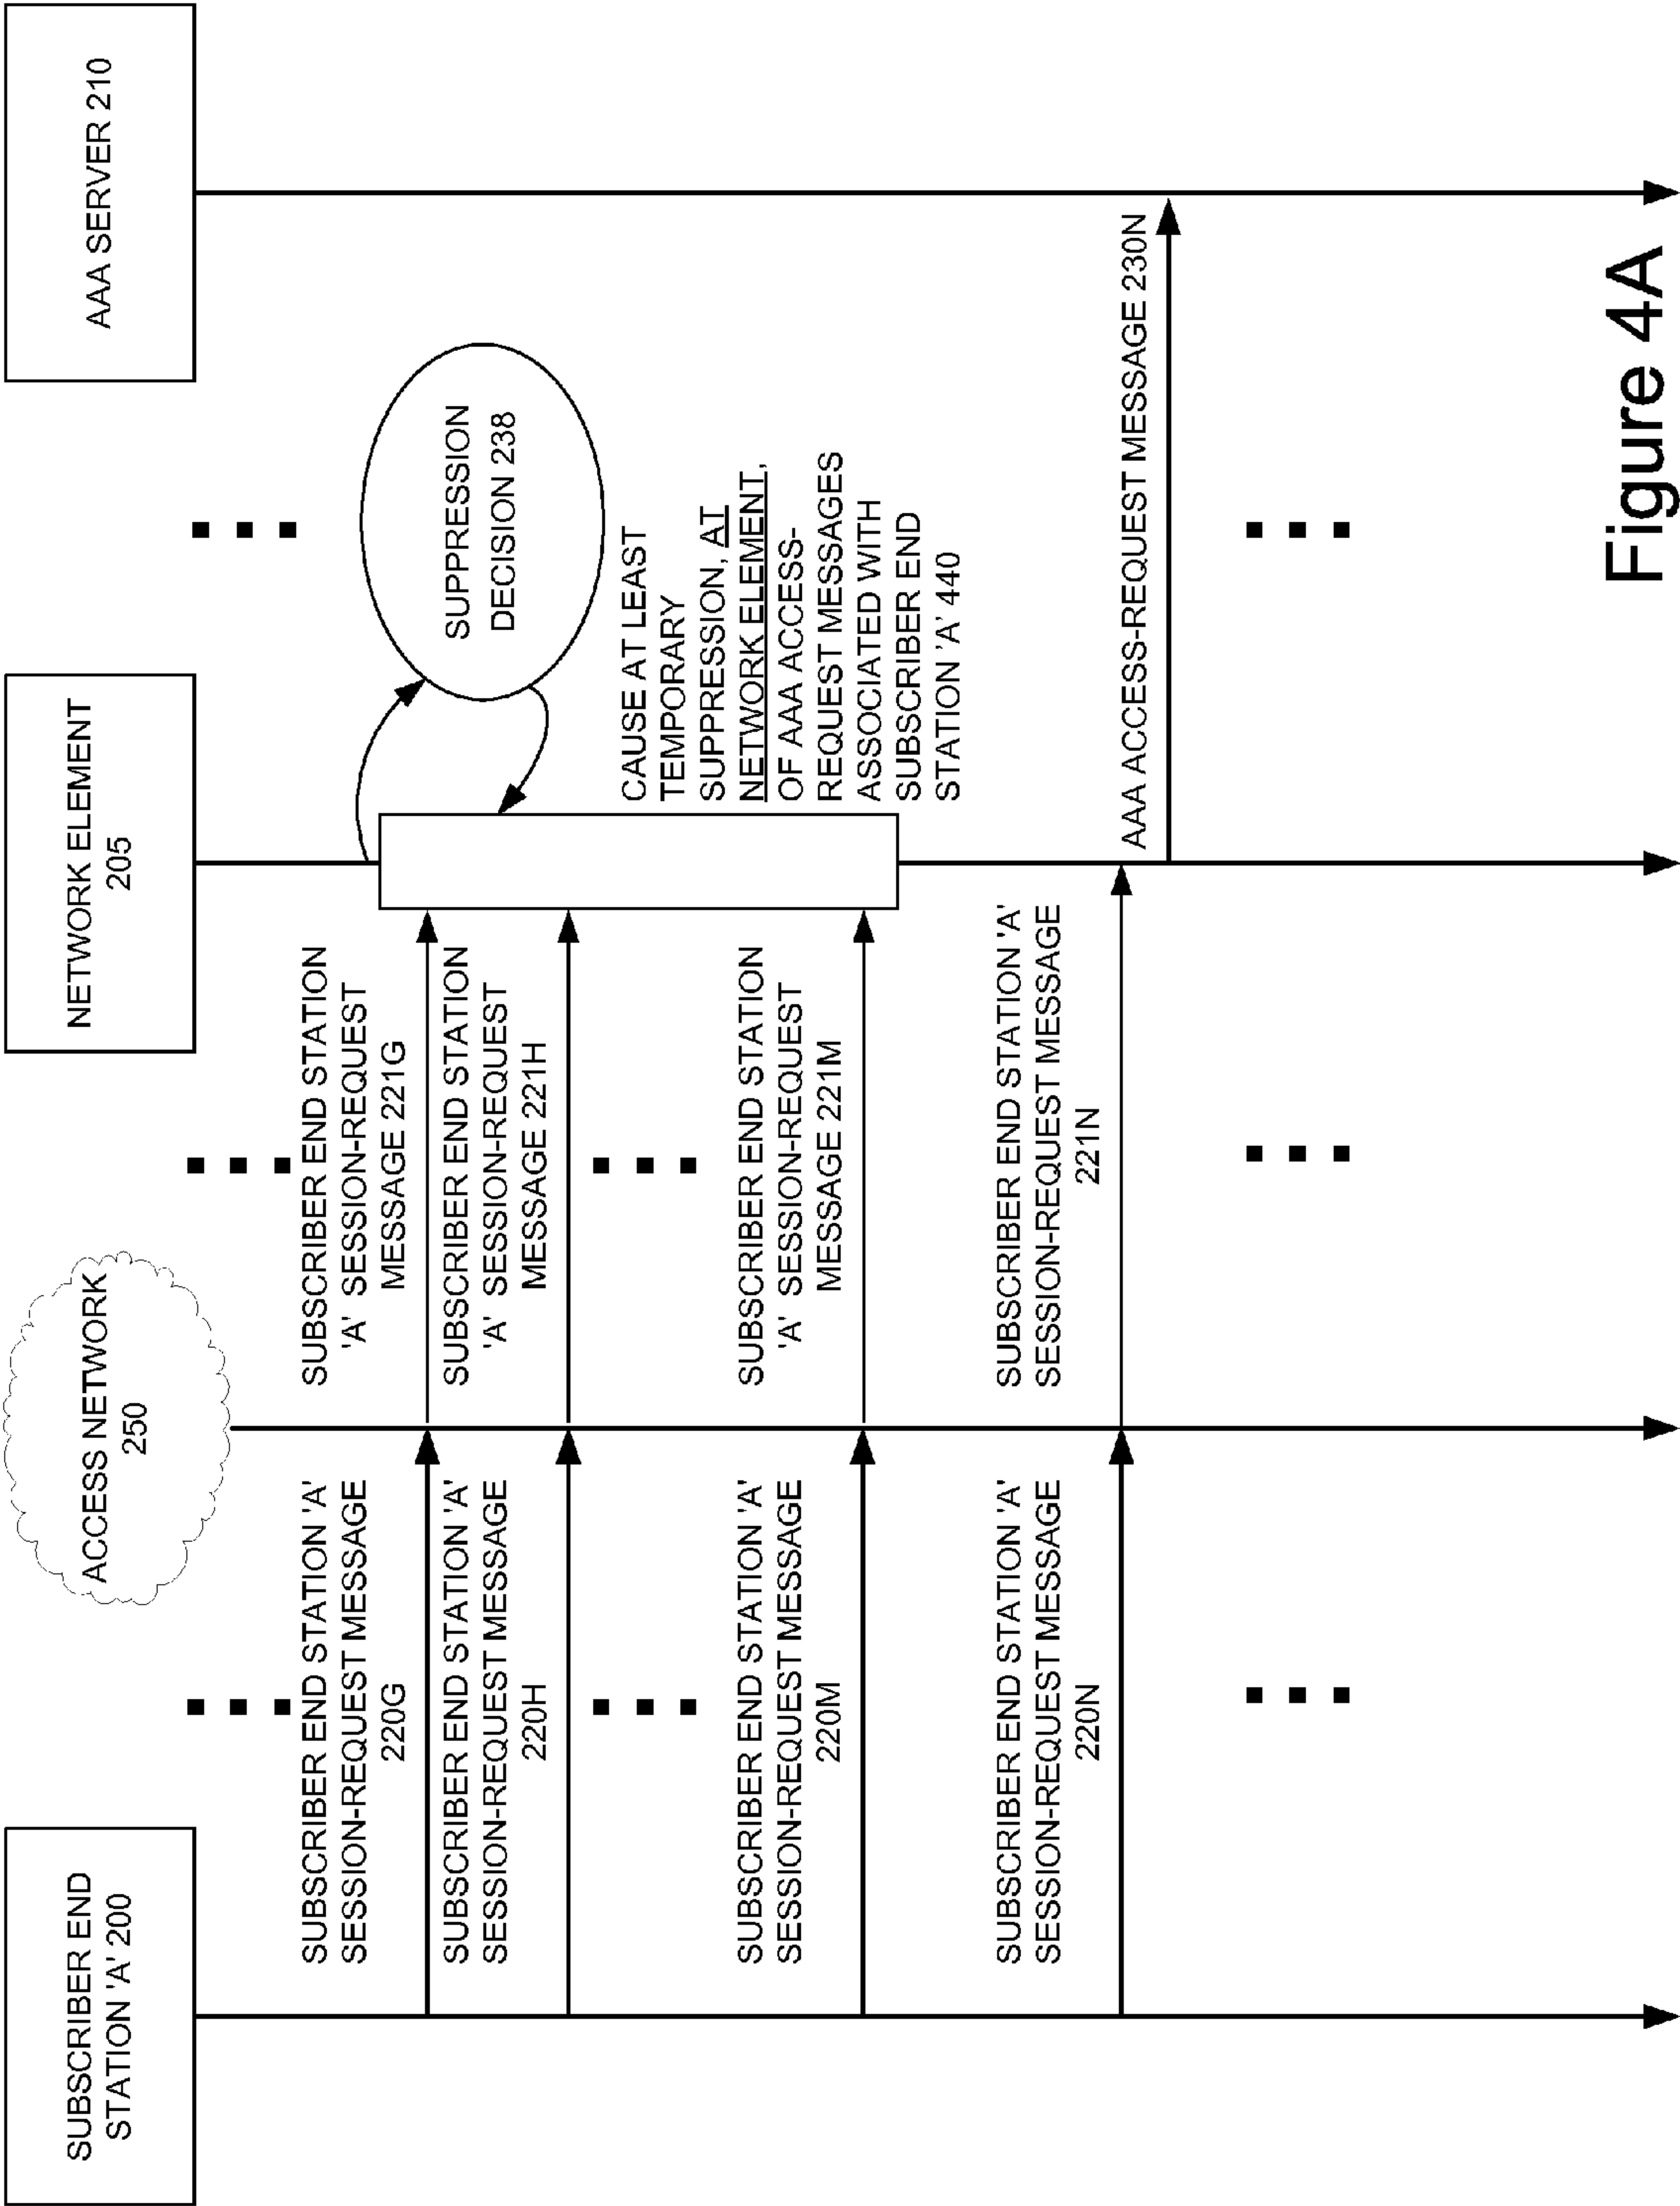 SUBSCRIBER END
STATION 'A' 200
ACCESS NETWORK
250
NETWORK ELEMENT
205
AAA SERVER 210
SUPPRESSION
DECISION 238
SUBSCRIBER END STATION 'A'
SESSION-REQUEST MESSAGE
220G
SUBSCRIBER END STATION
'A' SESSION-REQUEST
MESSAGE 221G
SUBSCRIBER END STATION 'A'
SESSION-REQUEST MESSAGE
220H
SUBSCRIBER END STATION
'A' SESSION-REQUEST
MESSAGE 221H
CAUSE AT LEAST
TEMPORARY
SUPPRESSION, AT
NETWORK ELEMENT,
OF AAA ACCESS-
REQUEST MESSAGES
ASSOCIATED WITH
SUBSCRIBER END
STATION 'A' 440
SUBSCRIBER END STATION 'A'
SESSION-REQUEST MESSAGE
220M
SUBSCRIBER END STATION
'A' SESSION-REQUEST
MESSAGE 221M
SUBSCRIBER END STATION 'A'
SESSION-REQUEST MESSAGE
220N
SUBSCRIBER END STATION 'A'
SESSION-REQUEST MESSAGE
221N
AAA ACCESS-REQUEST MESSAGE 230N
Figure 4A